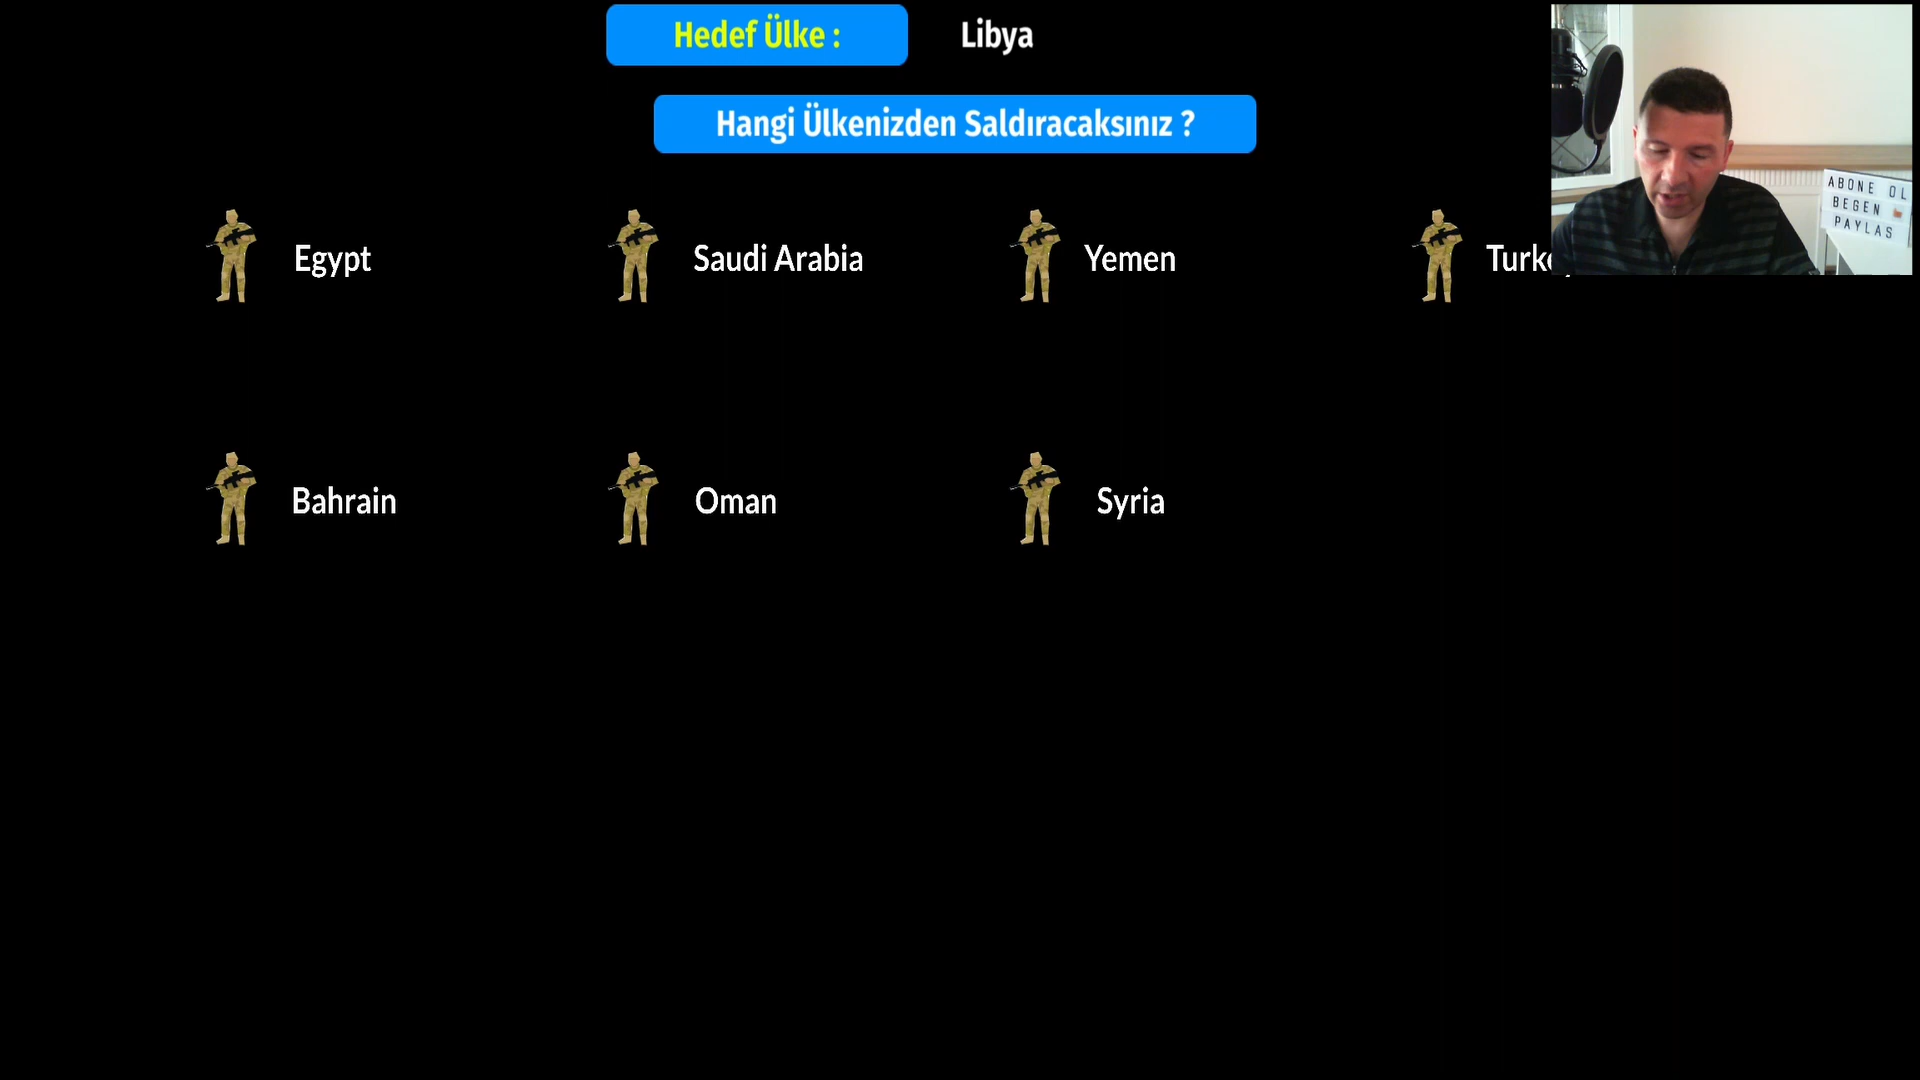 Hedef Ülke : Libya
Hangi Ülkenizden Saldıracaksınız ?
Egypt Saudi Arabia Yemen
Bahrain Oman Syria
ABONE OL
BEGEN
PAYLAS